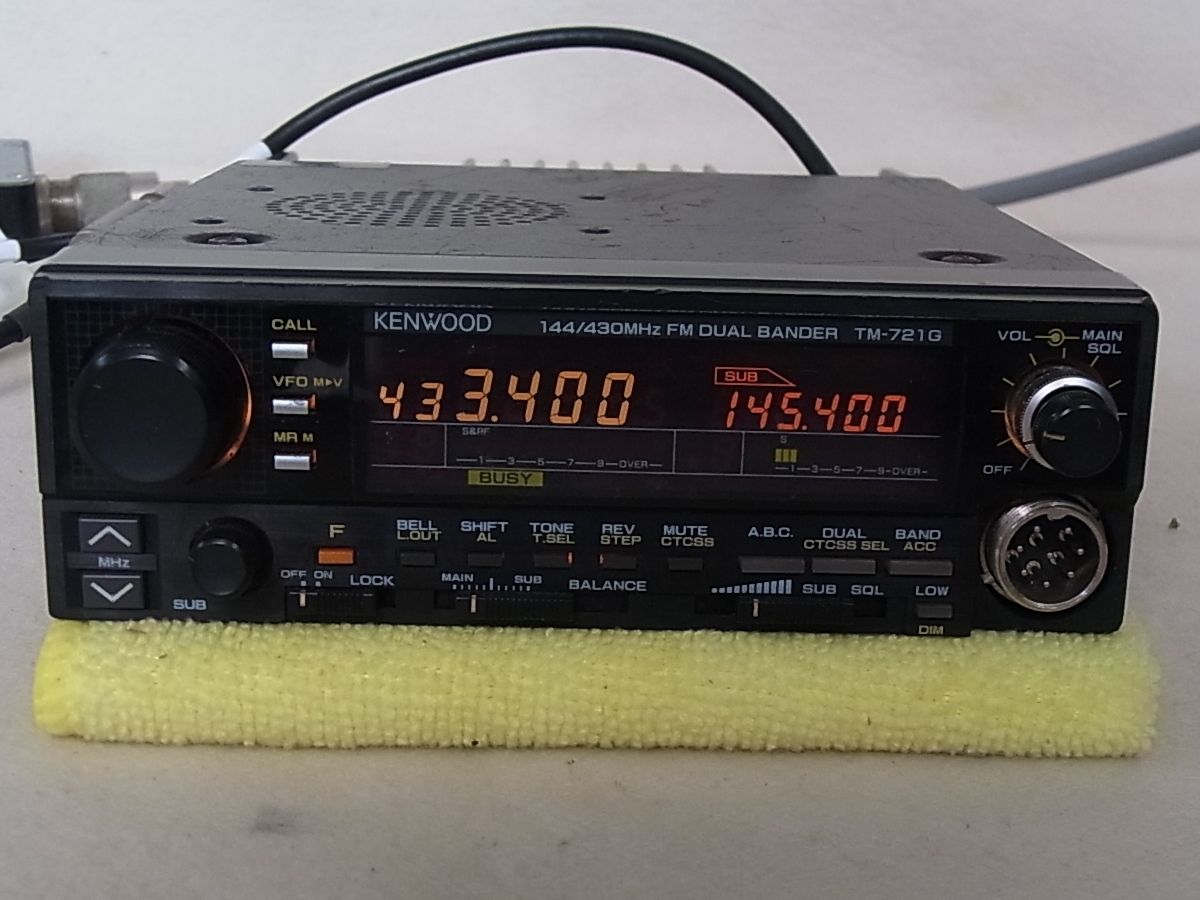 KENWOOD 144/430MHz FM DUAL BANDER TM-721G
CALL
VFO M▶V
MR M
433.400
SUB
145.400
S&RF
1 3 5 7 9 OVER
BUSY
S
1 3 5 7 9 OVER
VOL MAIN SQL
OFF
MHz
SUB
F
OFF ON LOCK
BELL L.OUT
SHIFT AL
TONE T.SEL
REV STEP
MUTE CTCSS
A.B.C.
DUAL CTCSS SEL
BAND ACC
MAIN SUB BALANCE
SUB SQL
LOW
DIM